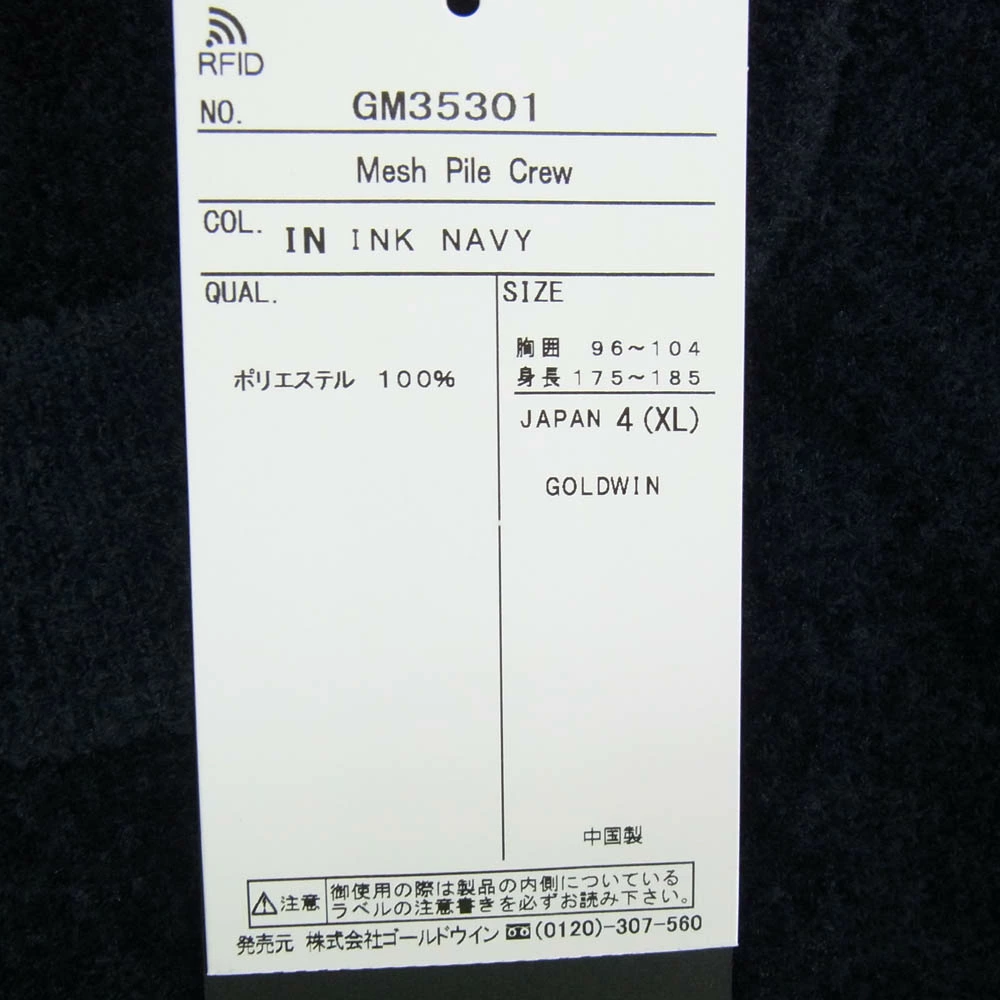 RFID
NO. GM35301
Mesh Pile Crew
COL. IN INK NAVY
QUAL.
ポリエステル 100%
SIZE
胸囲 96~104
身長 175~185
JAPAN 4 (XL)
GOLDWIN
中国製
注意 御使用の際は製品の内側についている
ラベルの注意書きを必ずお読み下さい。
発売元 株式会社ゴールドウイン (0120)-307-560